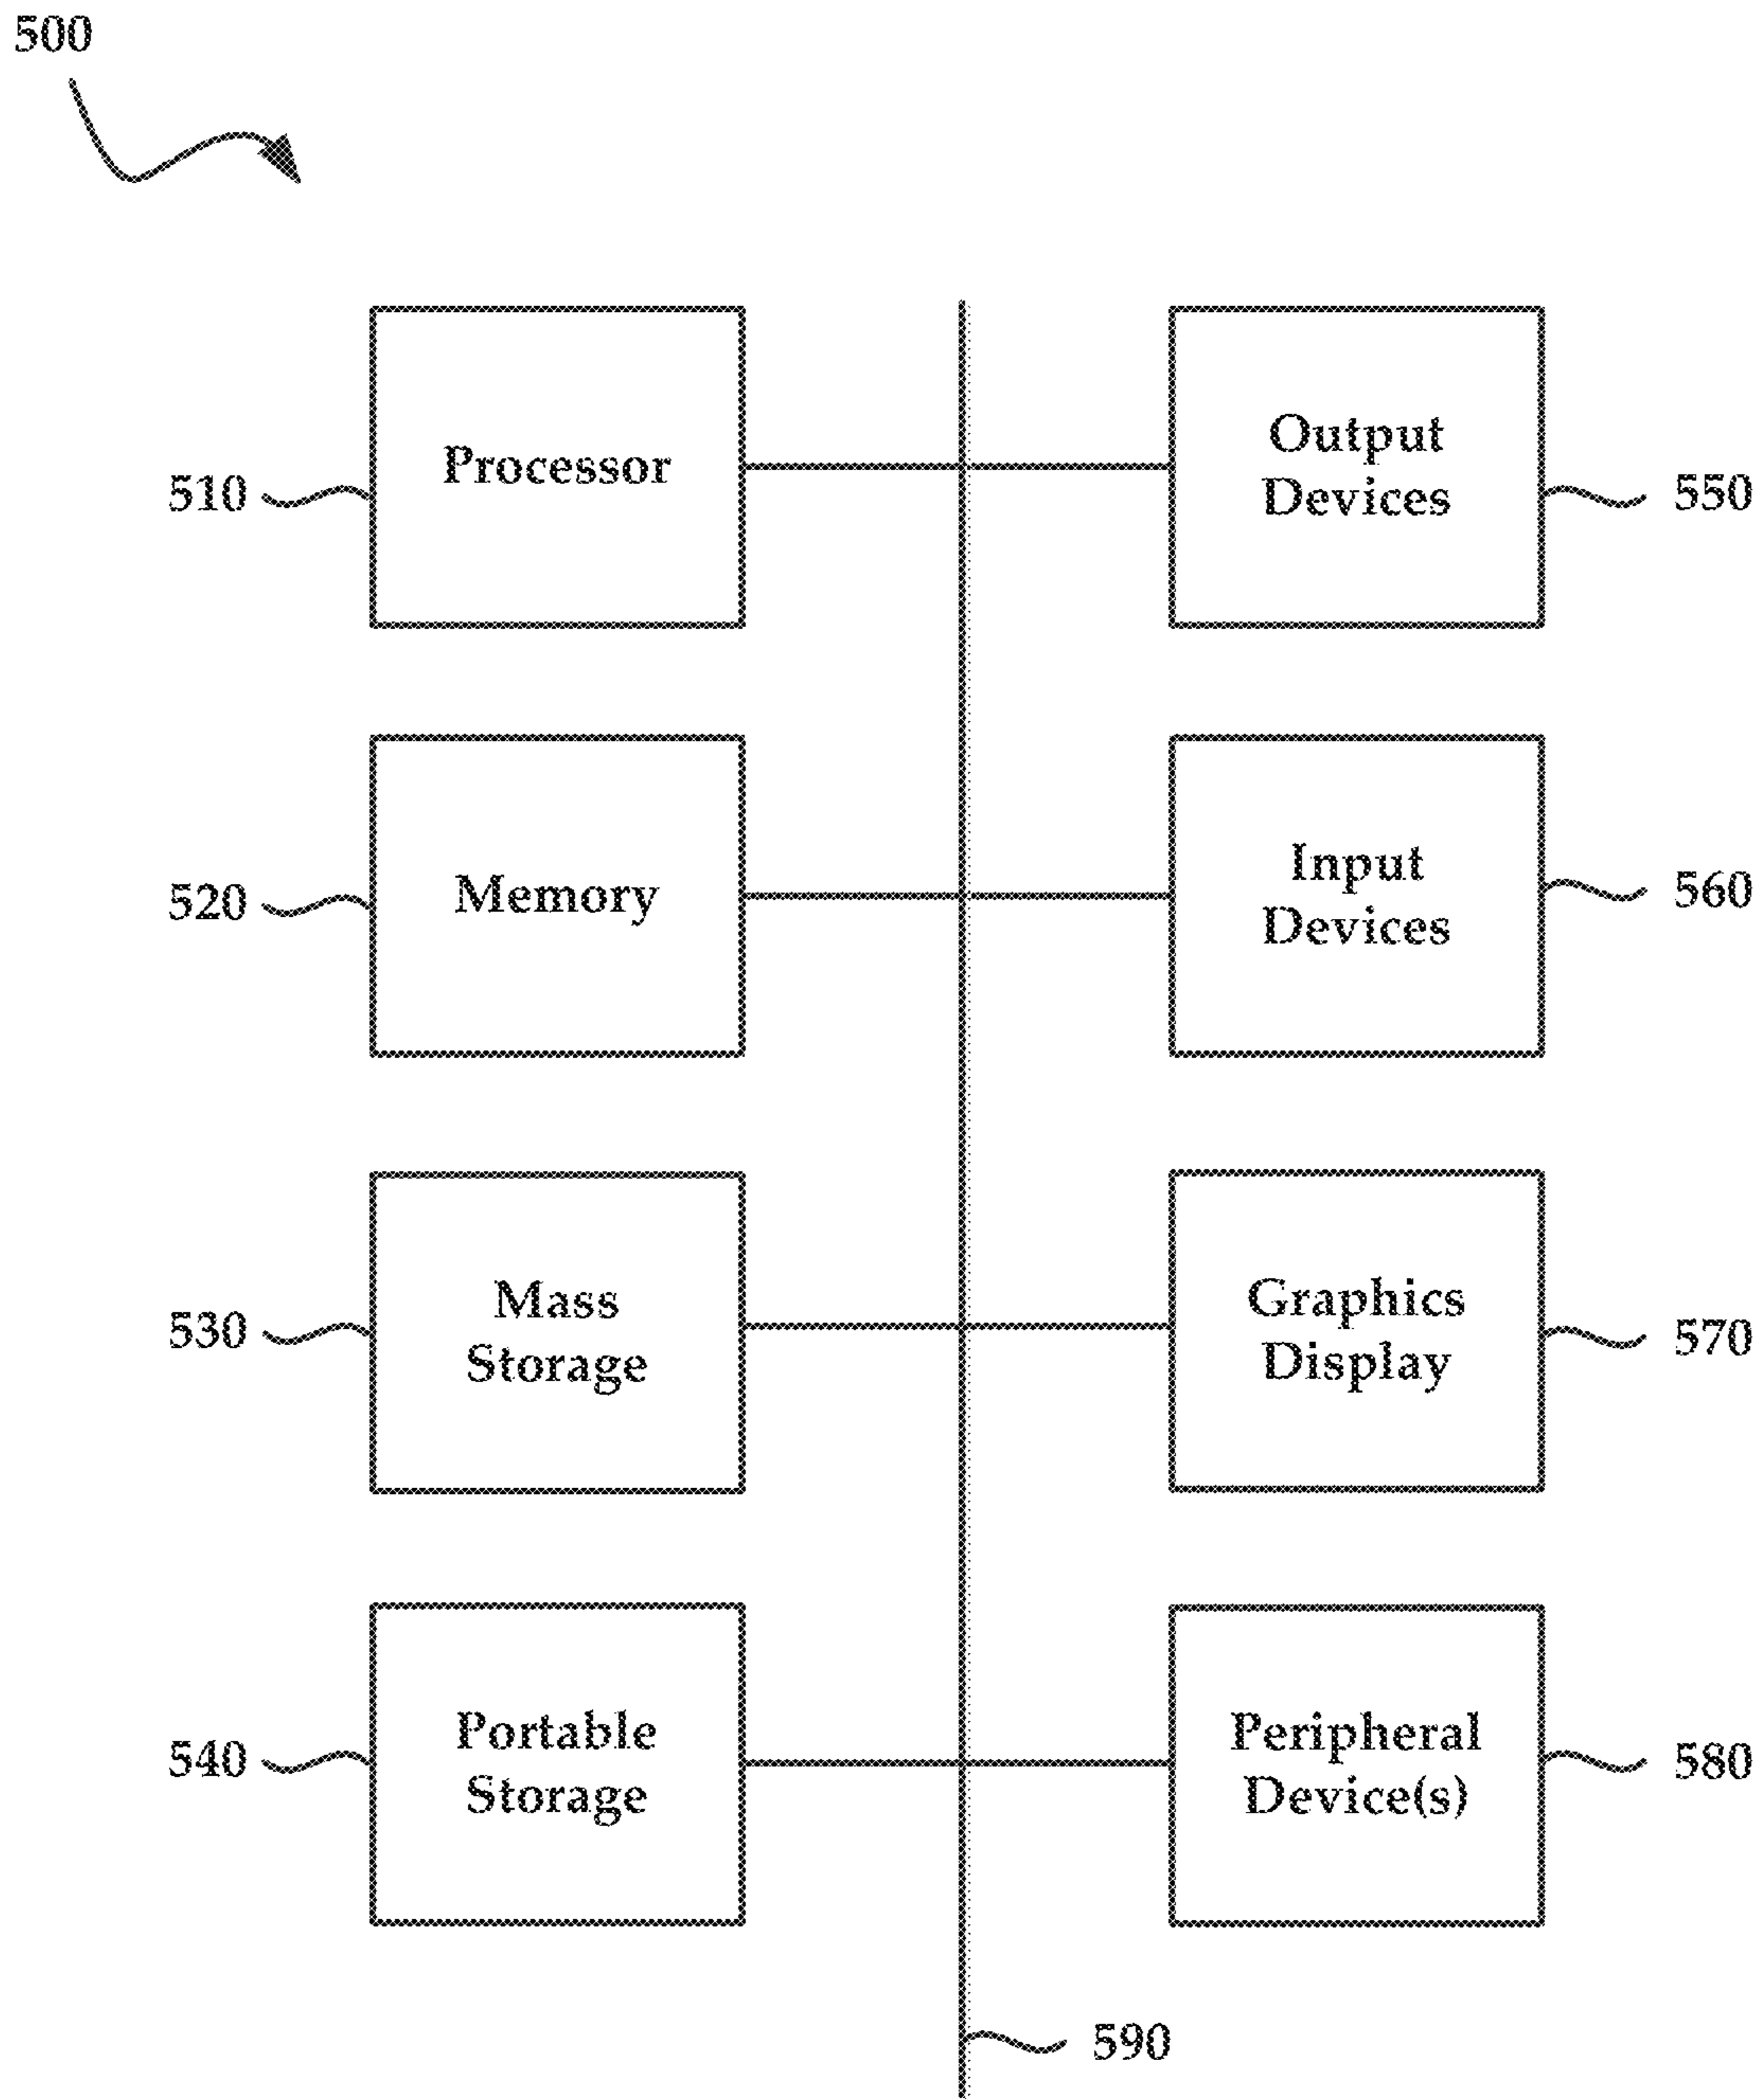 500
Processor
510
Output
Devices
550
Memory
520
Input
Devices
560
Mass
Storage
530
Graphics
Display
570
Portable
Storage
540
Peripheral
Device(s)
580
590